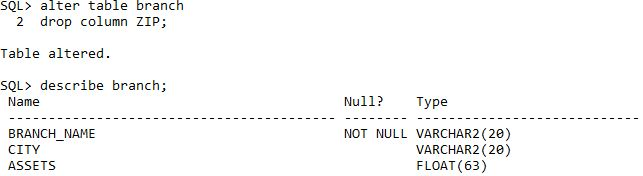 SQL> alter table branch
  2  drop column ZIP;
Table altered.
SQL> describe branch;
 Name                                      Null?    Type
 ----------------------------------------- -------- ----------------------------
 BRANCH_NAME                               NOT NULL VARCHAR2(20)
 CITY                                               VARCHAR2(20)
 ASSETS                                             FLOAT(63)